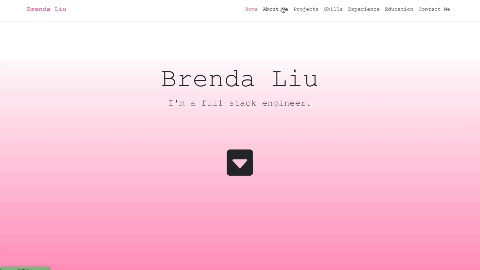 Brenda Liu
Home About Me Projects Skills Experience Education Contact Me
Brenda Liu
I'm a full stack engineer.